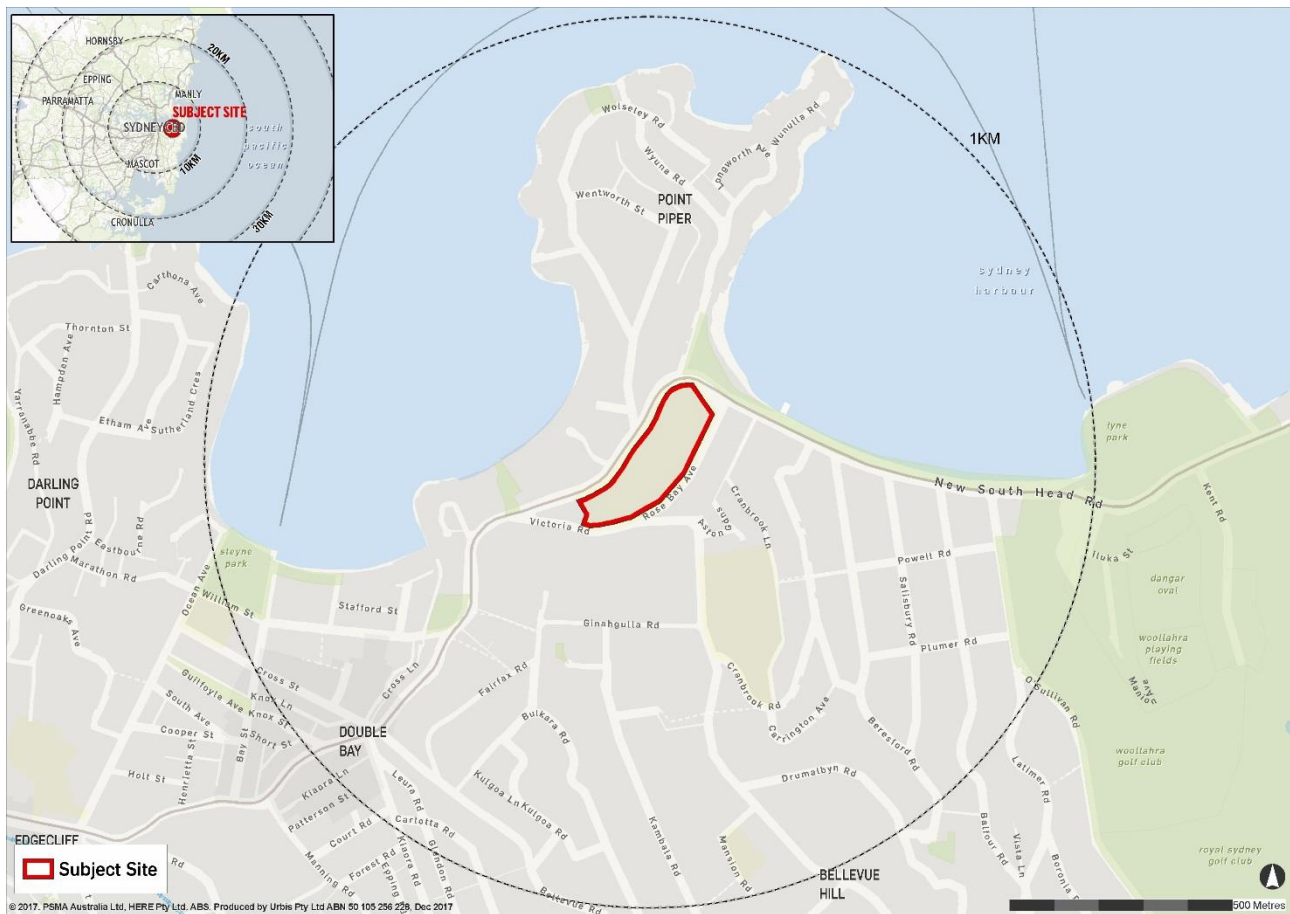 HORNSBY
20KM
EPPING
MANLY
PARRAMATTA
SUBJECT SITE
SYDNEY CBD
south
pacific
ocean
MASCOT
10KM
CRONULLA
30KM
1KM
Wolseley Rd
Wunulla Rd
Longworth Ave
Wyuna Rd
Wentworth St
POINT
PIPER
sydney
harbour
Carthona Ave
Thornton St
Hampden Ave
Yarranabbe Rd
Etham Ave
Sutherland Cres
DARLING
POINT
Darling Point Rd
Eastbourne Rd
Marathon Rd
Greenoaks Ave
Ocean Ave
steyne
park
William St
Stafford St
Victoria Rd
Rose Bay Ave
Cranbrook Ln
Aston Gdns
New South Head Rd
lyne
park
Kent Rd
Iluka St
Powell Rd
Salisbury Rd
Plumer Rd
dangar
oval
woollahra
playing
fields
Manion
Ave
O'Sullivan Rd
woollahra
golf club
Ginahgulla Rd
Fairfax Rd
Cranbrook Rd
Carrington Ave
Beresford Rd
Bulkara Rd
Cross St
Cross Ln
Knox Ln
Guilfoyle Ave
Knox St
South Ave
Cooper St
Short St
Bay St
Henrietta St
Holt St
DOUBLE
BAY
Kiaora Ln
Patterson St
Leura Rd
Carlotta Rd
Court Rd
Forest Rd
Kiaora Rd
Epping
Glendon Rd
Manning Rd
Kulgoa Ln
Kulgoa Rd
Kambala Rd
Mansion Rd
Drumalbyn Rd
Latimer Rd
Balfour Rd
Vista Ln
Boronia
Bellevue Rd
BELLEVUE
HILL
royal sydney
golf club
EDGECLIFF
Rd
Subject Site
500 Metres
© 2017. PSMA Australia Ltd, HERE Pty Ltd. ABS. Produced by Urbis Pty Ltd ABN 50 105 256 228, Dec 2017